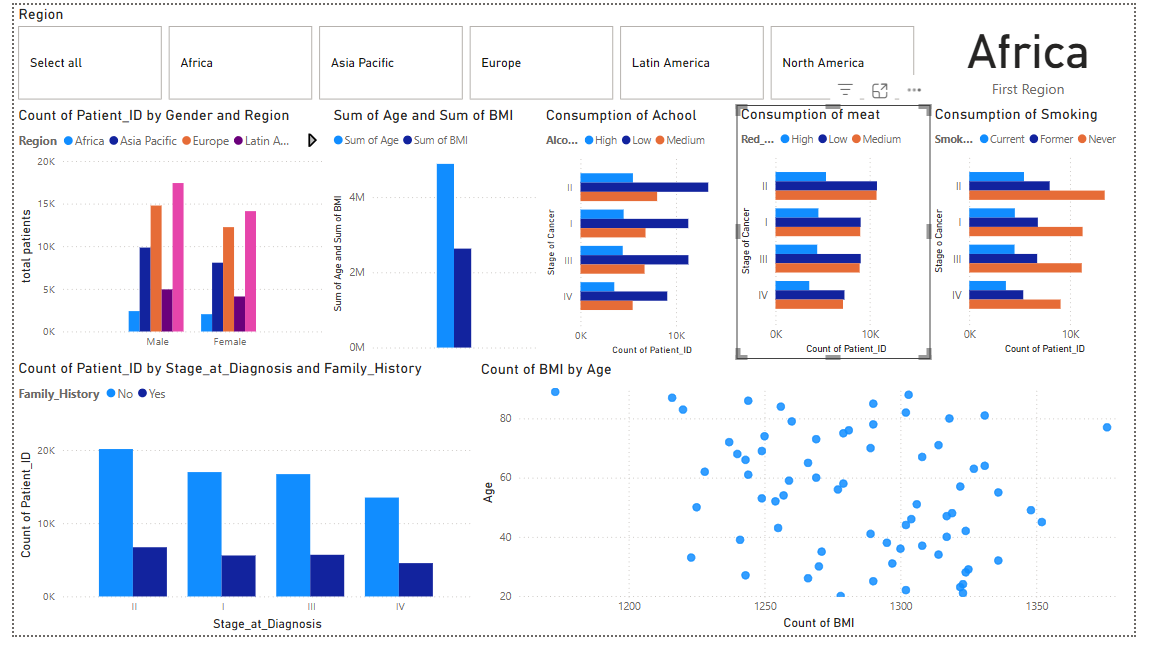 Region
Select all
Africa
Asia Pacific
Europe
Latin America
North America
Africa
First Region
Count of Patient_ID by Gender and Region
Region Africa Asia Pacific Europe Latin A...
20K
15K
10K
5K
0K
total patients
Male Female
Sum of Age and Sum of BMI
Sum of Age Sum of BMI
4M
2M
0M
Sum of Age and Sum of BMI
Consumption of Achool
Alco... High Low Medium
II
I
III
IV
Stage of Cancer
0K 10K
Count of Patient_ID
Consumption of meat
Red_... High Low Medium
II
I
III
IV
Stage of Cancer
0K 10K
Count of Patient_ID
Consumption of Smoking
Smok... Current Former Never
II
I
III
IV
Stage o Cancer
0K 10K
Count of Patient_ID
Count of Patient_ID by Stage_at_Diagnosis and Family_History
Family_History No Yes
20K
10K
0K
Count of Patient_ID
II I III IV
Stage_at_Diagnosis
Count of BMI by Age
80
60
40
20
Age
1200 1250 1300 1350
Count of BMI